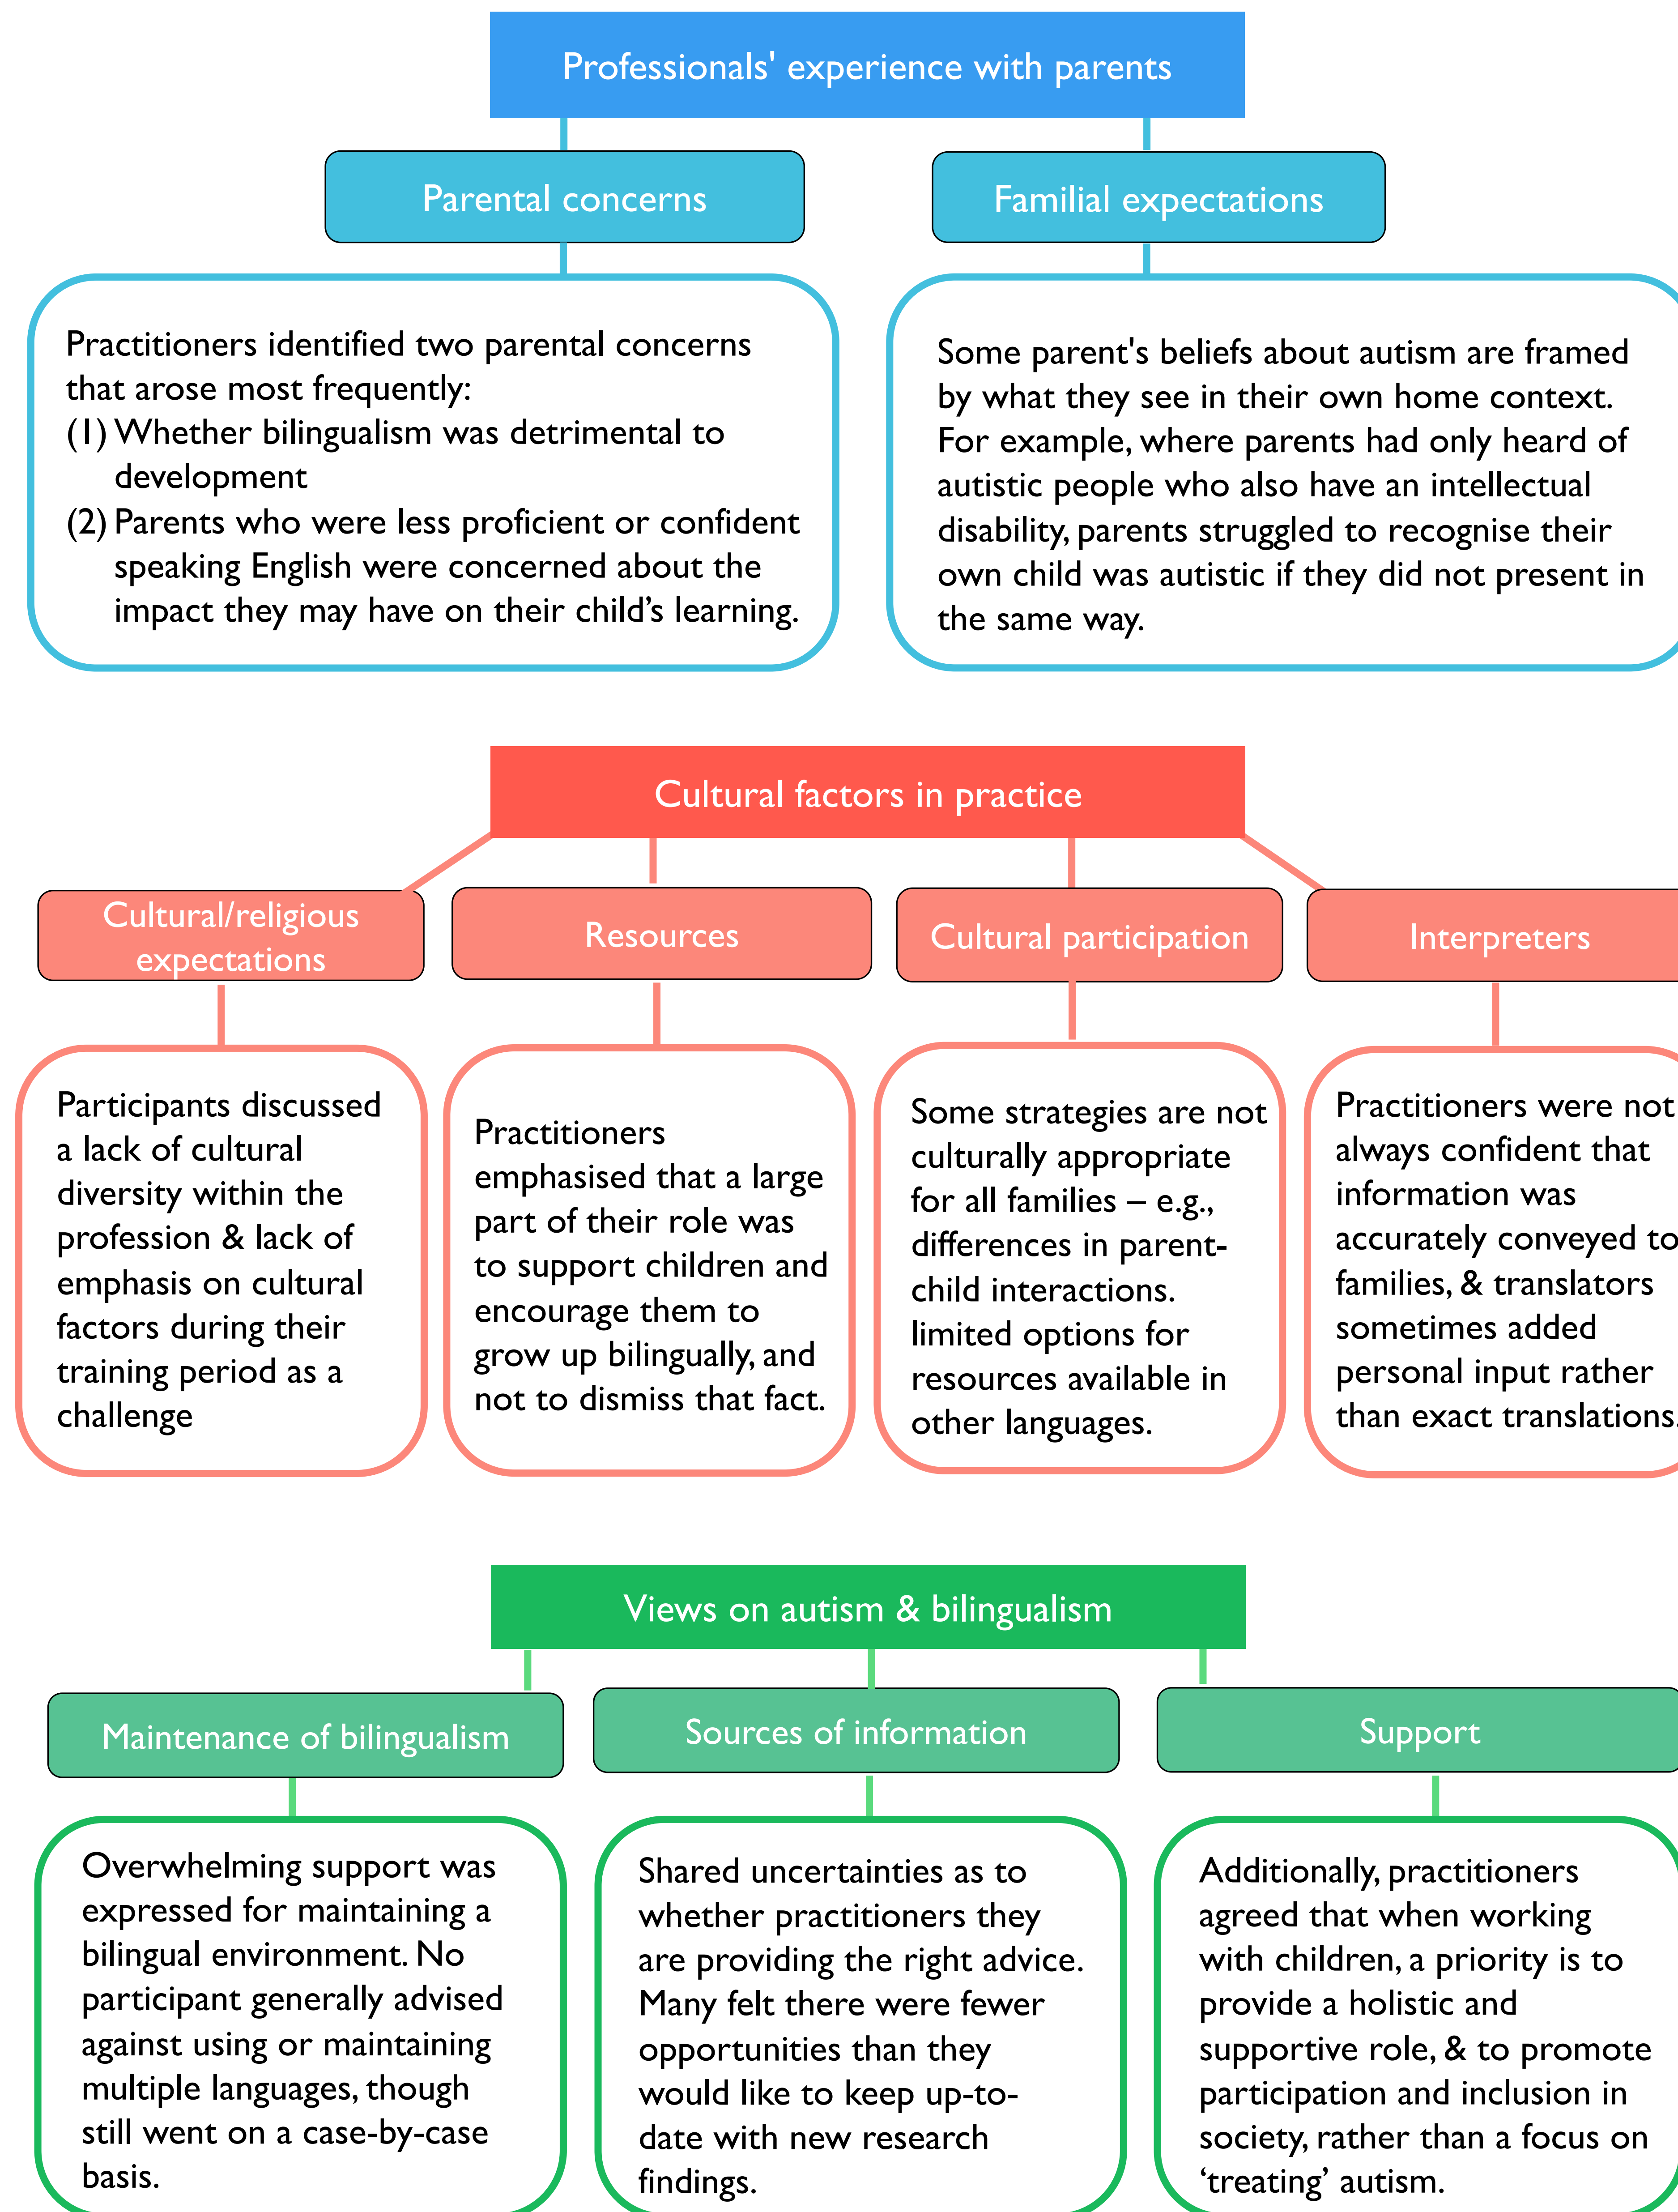 Professionals' experience with parents
Parental concerns
Familial expectations
Practitioners identified two parental concerns
that arose most frequently:
(1) Whether bilingualism was detrimental to
development
(2) Parents who were less proficient or confident
speaking English were concerned about the
impact they may have on their child’s learning.
Some parent's beliefs about autism are framed
by what they see in their own home context.
For example, where parents had only heard of
autistic people who also have an intellectual
disability, parents struggled to recognise their
own child was autistic if they did not present in
the same way.
Cultural factors in practice
Cultural/religious
expectations
Resources
Cultural participation
Interpreters
Participants discussed
a lack of cultural
diversity within the
profession & lack of
emphasis on cultural
factors during their
training period as a
challenge
Practitioners
emphasised that a large
part of their role was
to support children and
encourage them to
grow up bilingually, and
not to dismiss that fact.
Some strategies are not
culturally appropriate
for all families – e.g.,
differences in parent-
child interactions.
limited options for
resources available in
other languages.
Practitioners were not
always confident that
information was
accurately conveyed to
families, & translators
sometimes added
personal input rather
than exact translations.
Views on autism & bilingualism
Maintenance of bilingualism
Sources of information
Support
Overwhelming support was
expressed for maintaining a
bilingual environment. No
participant generally advised
against using or maintaining
multiple languages, though
still went on a case-by-case
basis.
Shared uncertainties as to
whether practitioners they
are providing the right advice.
Many felt there were fewer
opportunities than they
would like to keep up-to-
date with new research
findings.
Additionally, practitioners
agreed that when working
with children, a priority is to
provide a holistic and
supportive role, & to promote
participation and inclusion in
society, rather than a focus on
‘treating’ autism.